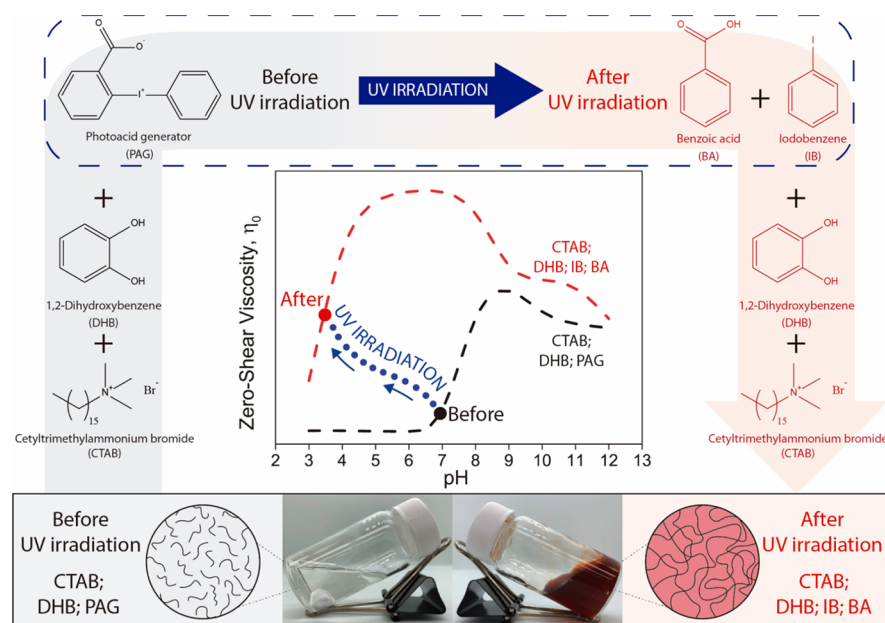 O
O-
I+
Photoacid generator
(PAG)
Before
UV irradiation
UV IRRADIATION
After
UV irradiation
O
OH
Benzoic acid
(BA)
+
I
Iodobenzene
(IB)
+
OH
OH
1,2-Dihydroxybenzene
(DHB)
+
N+
Br-
15
Cetyltrimethylammonium bromide
(CTAB)
Zero-Shear Viscosity, η0
CTAB;
DHB; IB; BA
CTAB;
DHB; PAG
After
UV IRRADIATION
Before
3 4 5 6 7 8 9 10 11 12 13
pH
+
OH
OH
1,2-Dihydroxybenzene
(DHB)
+
N+
Br-
15
Cetyltrimethylammonium bromide
(CTAB)
Before
UV irradiation
CTAB;
DHB; PAG
After
UV irradiation
CTAB;
DHB; IB; BA